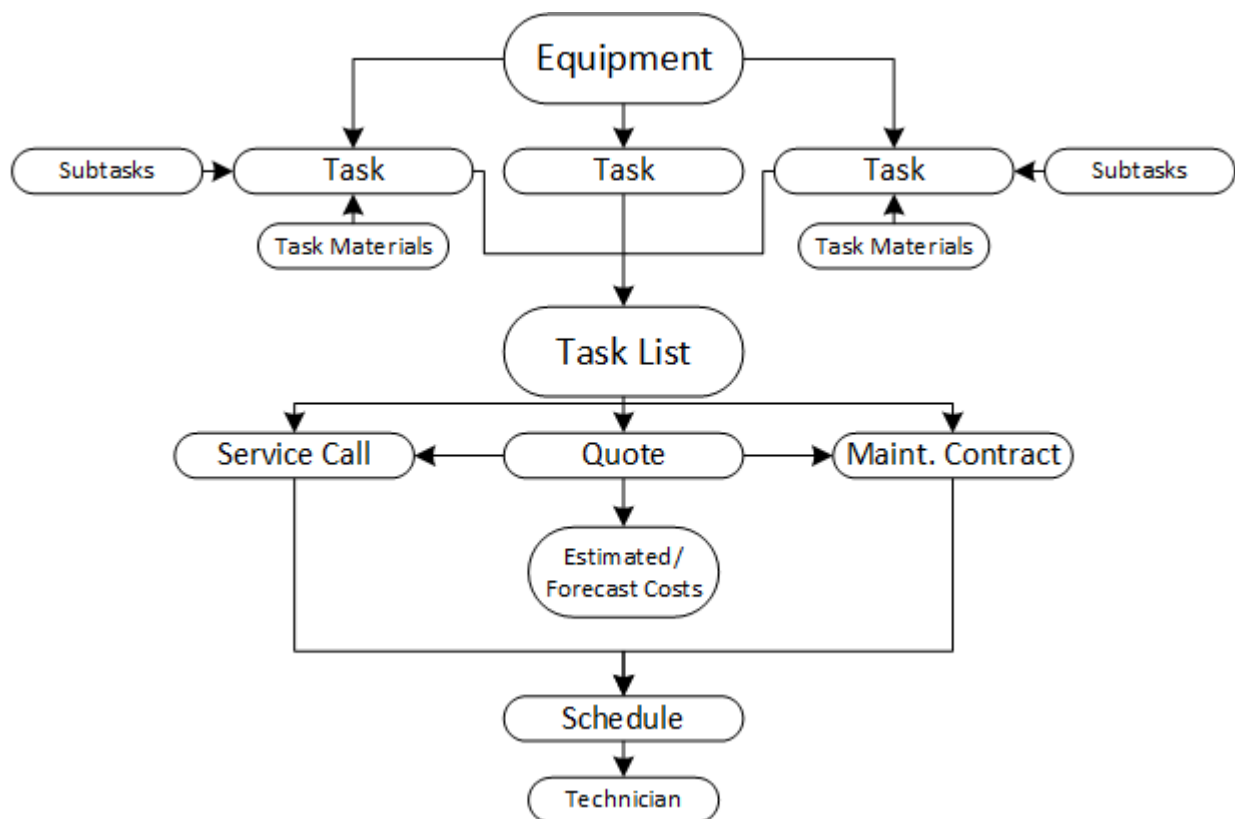 Equipment
Subtasks
Task
Task
Task
Subtasks
Task Materials
Task Materials
Task List
Service Call
Quote
Maint. Contract
Estimated/
Forecast Costs
Schedule
Technician